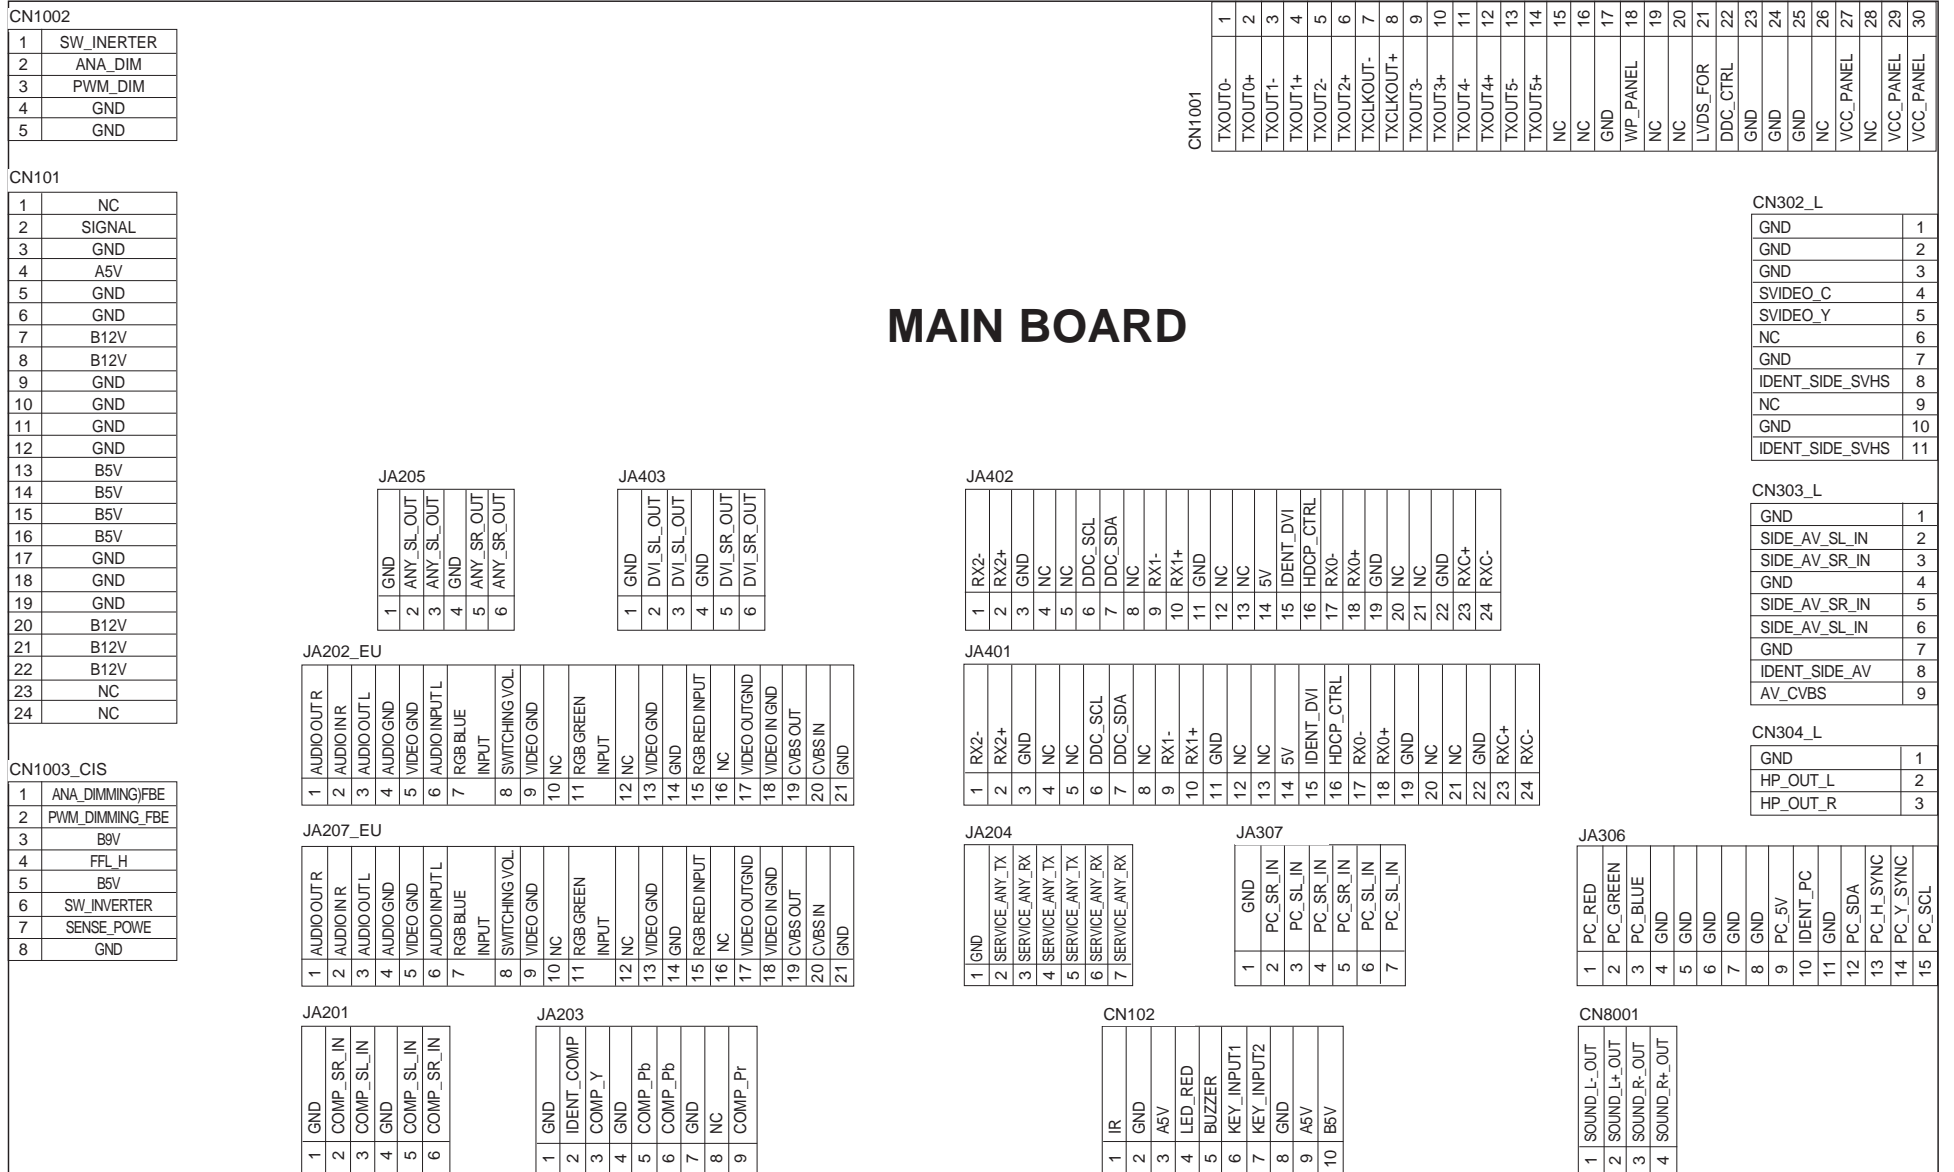 CN1002
1 SW_INERTER
2 ANA_DIM
3 PWM_DIM
4 GND
5 GND
CN1001
1 TXOUT0-
2 TXOUT0+
3 TXOUT1-
4 TXOUT1+
5 TXOUT2-
6 TXOUT2+
7 TXCLKOUT-
8 TXCLKOUT+
9 TXOUT3-
10 TXOUT3+
11 TXOUT4-
12 TXOUT4+
13 TXOUT5-
14 TXOUT5+
15 NC
16 NC
17 GND
18 WP_PANEL
19 NC
20 NC
21 LVDS_FOR
22 DDC_CTRL
23 GND
24 GND
25 GND
26 NC
27 VCC_PANEL
28 NC
29 VCC_PANEL
30 VCC_PANEL
CN101
1 NC
2 SIGNAL
3 GND
4 A5V
5 GND
6 GND
7 B12V
8 B12V
9 GND
10 GND
11 GND
12 GND
13 B5V
14 B5V
15 B5V
16 B5V
17 GND
18 GND
19 GND
20 B12V
21 B12V
22 B12V
23 NC
24 NC
CN302_L
GND 1
GND 2
GND 3
SVIDEO_C 4
SVIDEO_Y 5
NC 6
GND 7
IDENT_SIDE_SVHS 8
NC 9
GND 10
IDENT_SIDE_SVHS 11
MAIN BOARD
JA205
1 GND
2 ANY_SL_OUT
3 ANY_SL_OUT
4 GND
5 ANY_SR_OUT
6 ANY_SR_OUT
JA403
1 GND
2 DVI_SL_OUT
3 DVI_SL_OUT
4 GND
5 DVI_SR_OUT
6 DVI_SR_OUT
JA402
1 RX2-
2 RX2+
3 GND
4 NC
5 NC
6 DDC_SCL
7 DDC_SDA
8 NC
9 RX1-
10 RX1+
11 GND
12 NC
13 NC
14 5V
15 IDENT_DVI
16 HDCP_CTRL
17 RX0-
18 RX0+
19 GND
20 NC
21 NC
22 GND
23 RXC+
24 RXC-
CN303_L
GND 1
SIDE_AV_SL_IN 2
SIDE_AV_SR_IN 3
GND 4
SIDE_AV_SR_IN 5
SIDE_AV_SL_IN 6
GND 7
IDENT_SIDE_AV 8
AV_CVBS 9
JA202_EU
1 AUDIO OUT R
2 AUDIO IN R
3 AUDIO OUT L
4 AUDIO GND
5 VIDEO GND
6 AUDIO INPUT L
7 RGB BLUE
INPUT
8 SWITCHING VOL.
9 VIDEO GND
10 NC
11 RGB GREEN
INPUT
12 NC
13 VIDEO GND
14 GND
15 RGB RED INPUT
16 NC
17 VIDEO OUTGND
18 VIDEO IN GND
19 CVBS OUT
20 CVBS IN
21 GND
JA401
1 RX2-
2 RX2+
3 GND
4 NC
5 NC
6 DDC_SCL
7 DDC_SDA
8 NC
9 RX1-
10 RX1+
11 GND
12 NC
13 NC
14 5V
15 IDENT_DVI
16 HDCP_CTRL
17 RX0-
18 RX0+
19 GND
20 NC
21 NC
22 GND
23 RXC+
24 RXC-
CN304_L
GND 1
HP_OUT_L 2
HP_OUT_R 3
CN1003_CIS
1 ANA_DIMMING)FBE
2 PWM_DIMMING_FBE
3 B9V
4 FFL_H
5 B5V
6 SW_INVERTER
7 SENSE_POWE
8 GND
JA207_EU
1 AUDIO OUT R
2 AUDIO IN R
3 AUDIO OUT L
4 AUDIO GND
5 VIDEO GND
6 AUDIO INPUT L
7 RGB BLUE
INPUT
8 SWITCHING VOL.
9 VIDEO GND
10 NC
11 RGB GREEN
INPUT
12 NC
13 VIDEO GND
14 GND
15 RGB RED INPUT
16 NC
17 VIDEO OUTGND
18 VIDEO IN GND
19 CVBS OUT
20 CVBS IN
21 GND
JA204
1 GND
2 SERVICE_ANY_TX
3 SERVICE_ANY_RX
4 SERVICE_ANY_TX
5 SERVICE_ANY_TX
6 SERVICE_ANY_RX
7 SERVICE_ANY_RX
JA307
1 GND
2 PC_SR_IN
3 PC_SL_IN
4 PC_SR_IN
5 PC_SR_IN
6 PC_SL_IN
7 PC_SL_IN
JA306
1 PC_RED
2 PC_GREEN
3 PC_BLUE
4 GND
5 GND
6 GND
7 GND
8 GND
9 PC_5V
10 IDENT_PC
11 GND
12 PC_SDA
13 PC_H_SYNC
14 PC_Y_SYNC
15 PC_SCL
JA201
1 GND
2 COMP_SR_IN
3 COMP_SL_IN
4 GND
5 COMP_SL_IN
6 COMP_SR_IN
JA203
1 GND
2 IDENT_COMP
3 COMP_Y
4 GND
5 COMP_Pb
6 COMP_Pb
7 GND
8 NC
9 COMP_Pr
CN102
1 IR
2 GND
3 A5V
4 LED_RED
5 BUZZER
6 KEY_INPUT1
7 KEY_INPUT2
8 GND
9 A5V
10 B5V
CN8001
1 SOUND_L-_OUT
2 SOUND_L+_OUT
3 SOUND_R-_OUT
4 SOUND_R+_OUT